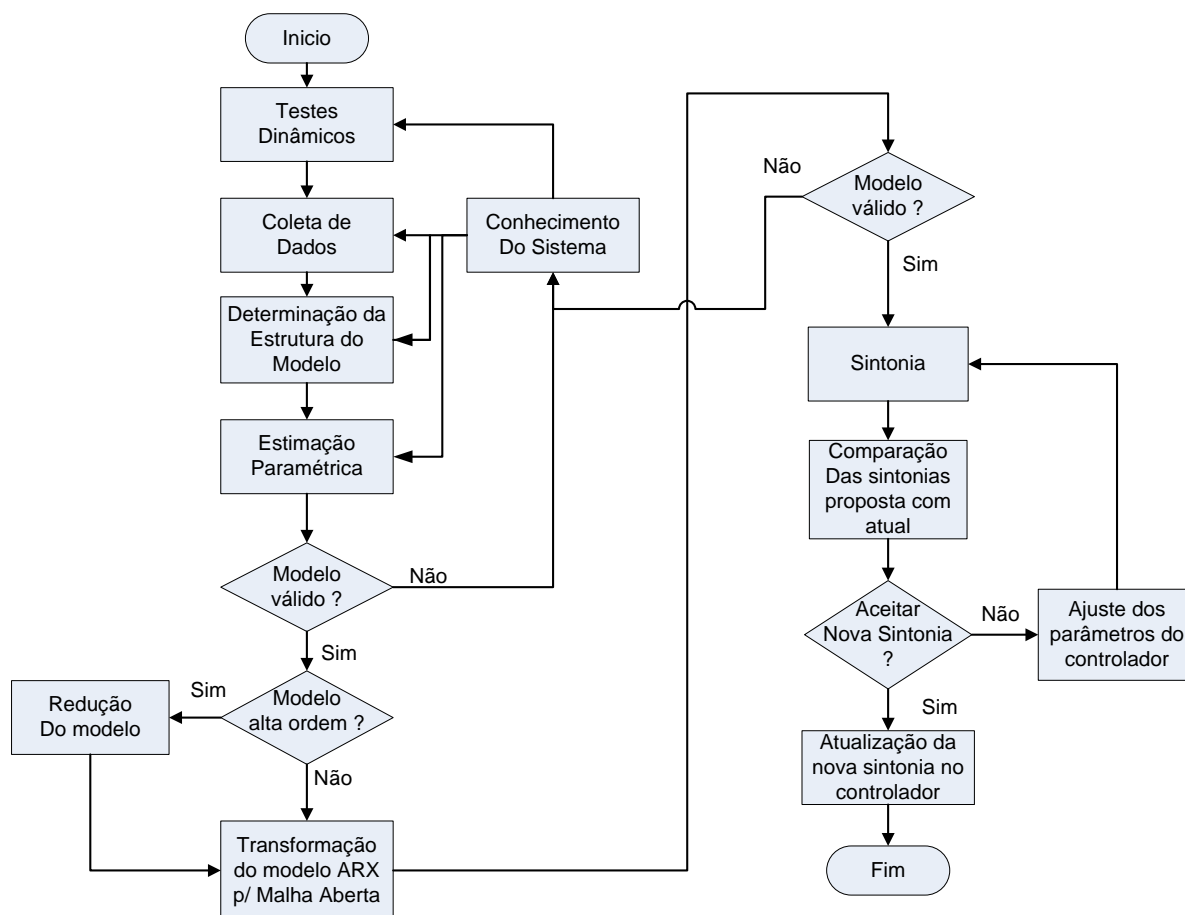 Inicio
Testes
Dinâmicos
Coleta de
Dados
Conhecimento
Do Sistema
Determinação da
Estrutura do
Modelo
Estimação
Paramétrica
Modelo
válido ?
Não
Sim
Modelo
alta ordem ?
Sim
Redução
Do modelo
Não
Transformação
do modelo ARX
p/ Malha Aberta
Modelo
válido ?
Não
Sim
Sintonia
Comparação
Das sintonias
proposta com
atual
Aceitar
Nova Sintonia
?
Não
Ajuste dos
parâmetros do
controlador
Sim
Atualização da
nova sintonia no
controlador
Fim